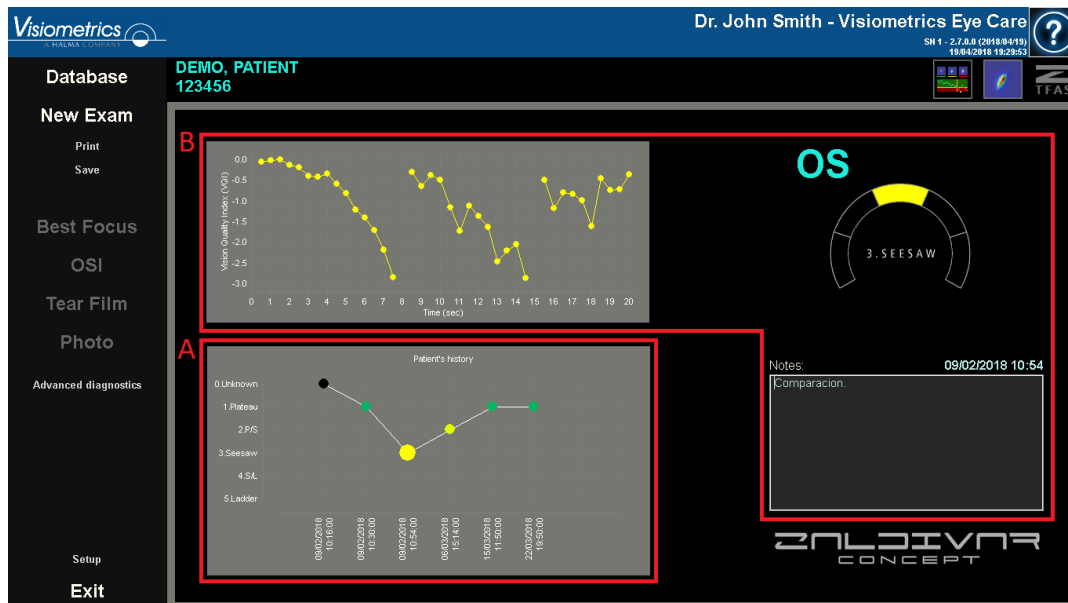 Visiometrics
A HALMA COMPANY
Dr. John Smith - Visiometrics Eye Care
SN 1 - 2.7.0.0 (2018/04/19)
19/04/2018 19:29:53
?
Database
DEMO, PATIENT
123456
Z
TFAS
New Exam
Print
Save
Best Focus
OSI
Tear Film
Photo
Advanced diagnostics
Setup
Exit
B
Vision Quality Index (VQI)
0.0
-0.5
-1.0
-1.5
-2.0
-2.5
-3.0
0 1 2 3 4 5 6 7 8 9 10 11 12 13 14 15 16 17 18 19 20
Time (sec)
OS
3.SEESAW
A
Patient's history
0.Unknown
1.Plateau
2.P/S
3.Seesaw
4.S/L
5.Ladder
09/02/2018 10:16:00
09/02/2018 10:30:00
09/02/2018 10:54:00
06/03/2018 15:14:00
15/03/2018 11:50:00
22/03/2018 19:50:00
Notes: 09/02/2018 10:54
Comparacion.
ZALDIVAR
CONCEPT